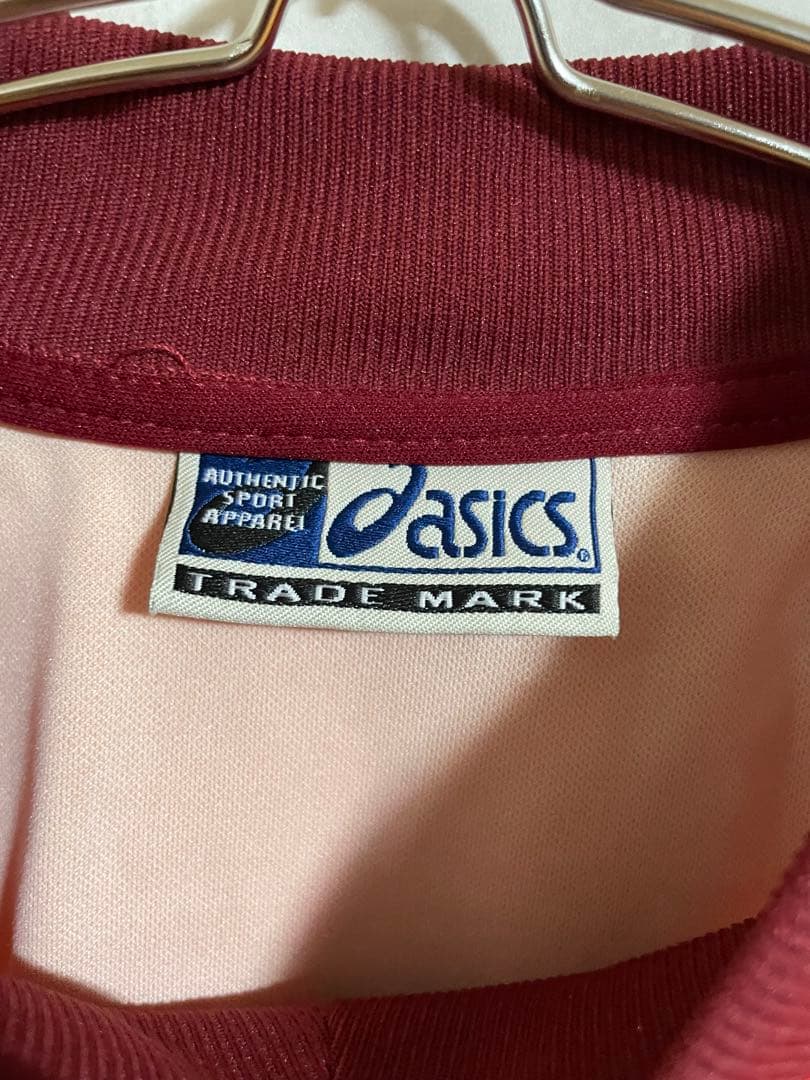 AUTHENTIC
SPORT
APPAREL
asics®
TRADE MARK